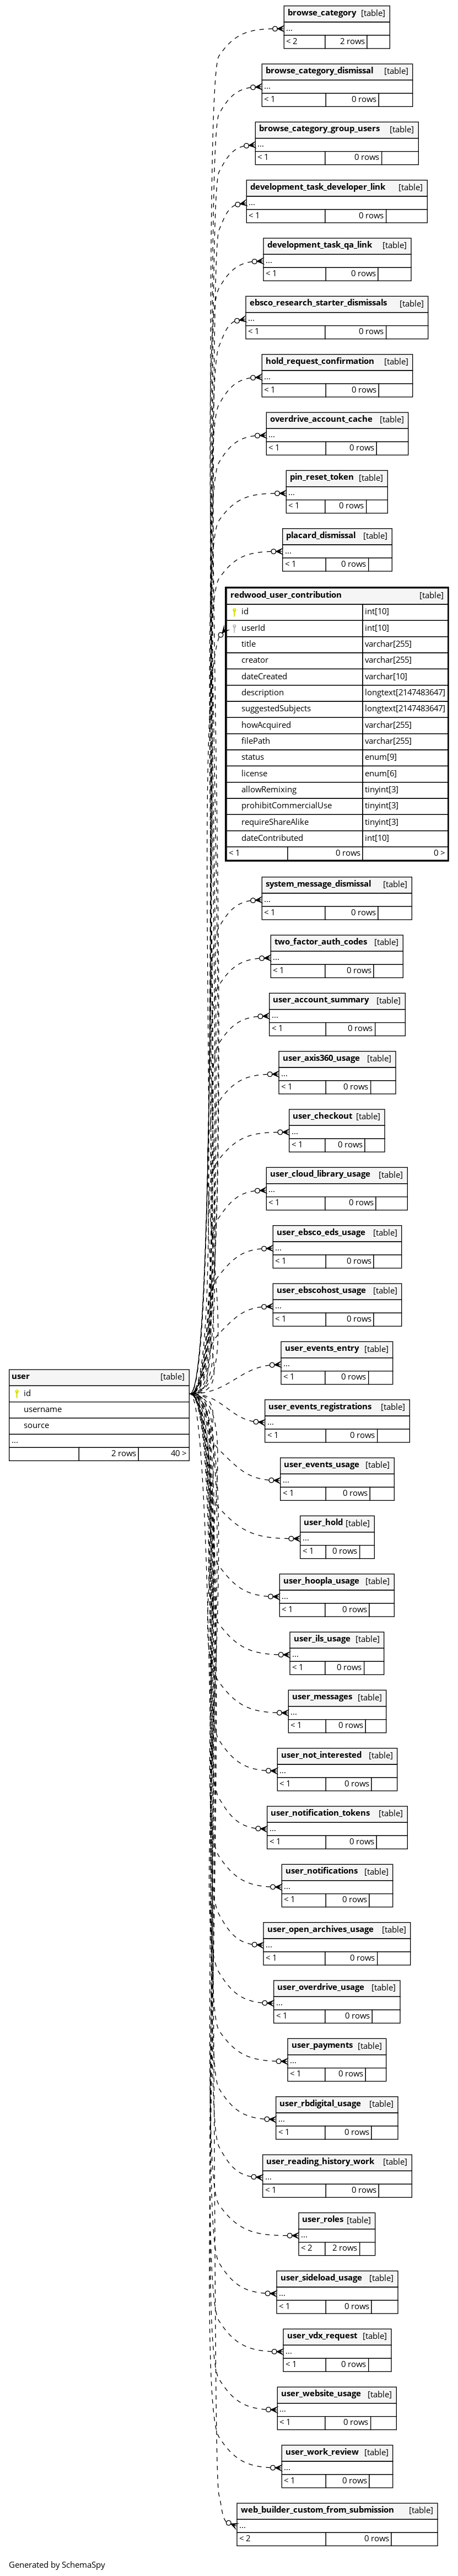 browse_category [table]
...
< 2 2 rows
browse_category_dismissal [table]
...
< 1 0 rows
browse_category_group_users [table]
...
< 1 0 rows
development_task_developer_link [table]
...
< 1 0 rows
development_task_qa_link [table]
...
< 1 0 rows
ebsco_research_starter_dismissals [table]
...
< 1 0 rows
hold_request_confirmation [table]
...
< 1 0 rows
overdrive_account_cache [table]
...
< 1 0 rows
pin_reset_token [table]
...
< 1 0 rows
placard_dismissal [table]
...
< 1 0 rows
redwood_user_contribution [table]
id int[10]
userId int[10]
title varchar[255]
creator varchar[255]
dateCreated varchar[10]
description longtext[2147483647]
suggestedSubjects longtext[2147483647]
howAcquired varchar[255]
filePath varchar[255]
status enum[9]
license enum[6]
allowRemixing tinyint[3]
prohibitCommercialUse tinyint[3]
requireShareAlike tinyint[3]
dateContributed int[10]
< 1 0 rows 0 >
system_message_dismissal [table]
...
< 1 0 rows
two_factor_auth_codes [table]
...
< 1 0 rows
user_account_summary [table]
...
< 1 0 rows
user_axis360_usage [table]
...
< 1 0 rows
user_checkout [table]
...
< 1 0 rows
user_cloud_library_usage [table]
...
< 1 0 rows
user_ebsco_eds_usage [table]
...
< 1 0 rows
user_ebscohost_usage [table]
...
< 1 0 rows
user_events_entry [table]
...
< 1 0 rows
user [table]
id
username
source
...
2 rows 40 >
user_events_registrations [table]
...
< 1 0 rows
user_events_usage [table]
...
< 1 0 rows
user_hold [table]
...
< 1 0 rows
user_hoopla_usage [table]
...
< 1 0 rows
user_ils_usage [table]
...
< 1 0 rows
user_messages [table]
...
< 1 0 rows
user_not_interested [table]
...
< 1 0 rows
user_notification_tokens [table]
...
< 1 0 rows
user_notifications [table]
...
< 1 0 rows
user_open_archives_usage [table]
...
< 1 0 rows
user_overdrive_usage [table]
...
< 1 0 rows
user_payments [table]
...
< 1 0 rows
user_rbdigital_usage [table]
...
< 1 0 rows
user_reading_history_work [table]
...
< 1 0 rows
user_roles [table]
...
< 2 2 rows
user_sideload_usage [table]
...
< 1 0 rows
user_vdx_request [table]
...
< 1 0 rows
user_website_usage [table]
...
< 1 0 rows
user_work_review [table]
...
< 1 0 rows
web_builder_custom_from_submission [table]
...
< 2 0 rows
Generated by SchemaSpy